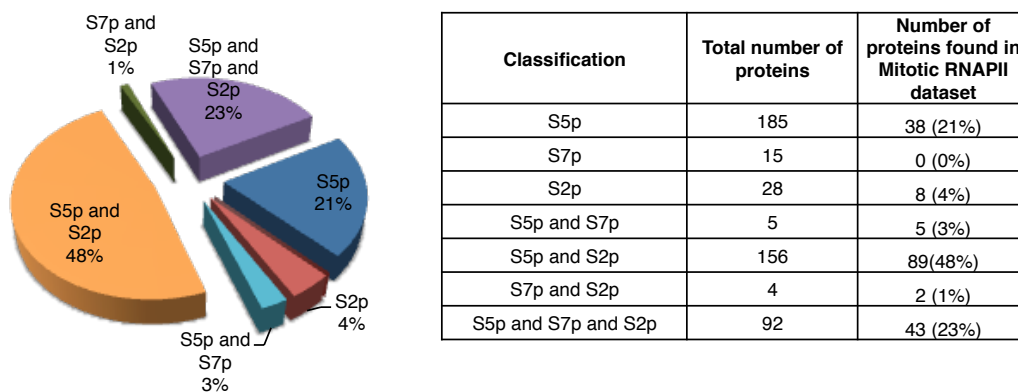 S7p and
S2p
1%
S5p and
S7p and
S2p
23%
S5p
21%
S5p and
S2p
48%
S2p
4%
S5p and
S7p
3%
Classification
Total number of
proteins
Number of
proteins found in
Mitotic RNAPII
dataset
S5p
185
38 (21%)
S7p
15
0 (0%)
S2p
28
8 (4%)
S5p and S7p
5
5 (3%)
S5p and S2p
156
89(48%)
S7p and S2p
4
2 (1%)
S5p and S7p and S2p
92
43 (23%)